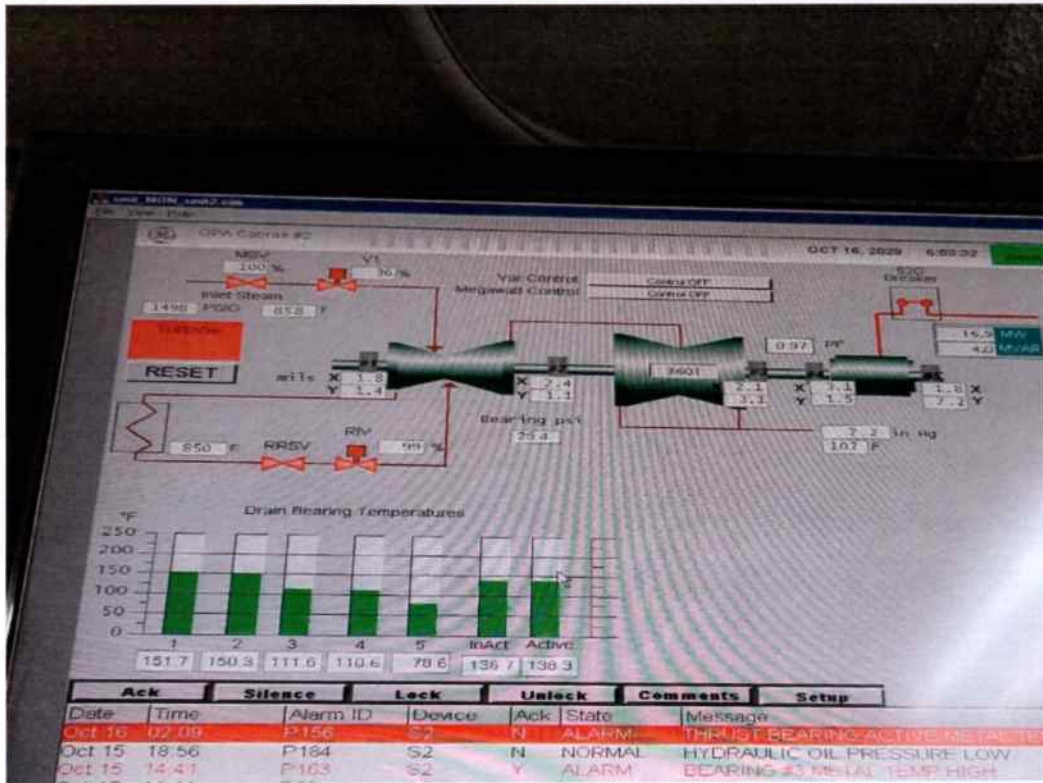 File View Help
GPA Cabras #2
OCT 16, 2020
MSV
100 %
V1
36 %
Var Control Control OFF
Megawatt Control Control OFF
52G
Breaker
Inlet Steam
1498 PSIG 858 F
Turbine
RESET
0.97 PF
MW
MVAR
mils X 1.8
Y 1.4
2.4
1.1
3601
2.1
3.1
X 3.1
Y 1.5
1.8 X
7.2 Y
Bearing psi
in Hg
107 F
850 F
RRSV
RIV
99 %
Drain Bearing Temperatures
°F
250
200
150
100
50
0
1 2 3 4 5 InAct Active
151.7 150.3 111.6 110.6 78.6 136.7 138.3
Ack Silence Lock Unlock Comments Setup
Date Time Alarm ID Device Ack State Message
Oct 16 02:09 P156 S2 N ALARM THRUST BEARING ACTIVE METAL TE
Oct 15 18:56 P184 S2 N NORMAL HYDRAULIC OIL PRESSURE LOW
Oct 15 14:41 P163 S2 Y ALARM BEARING #3 METAL TEMP HIGH